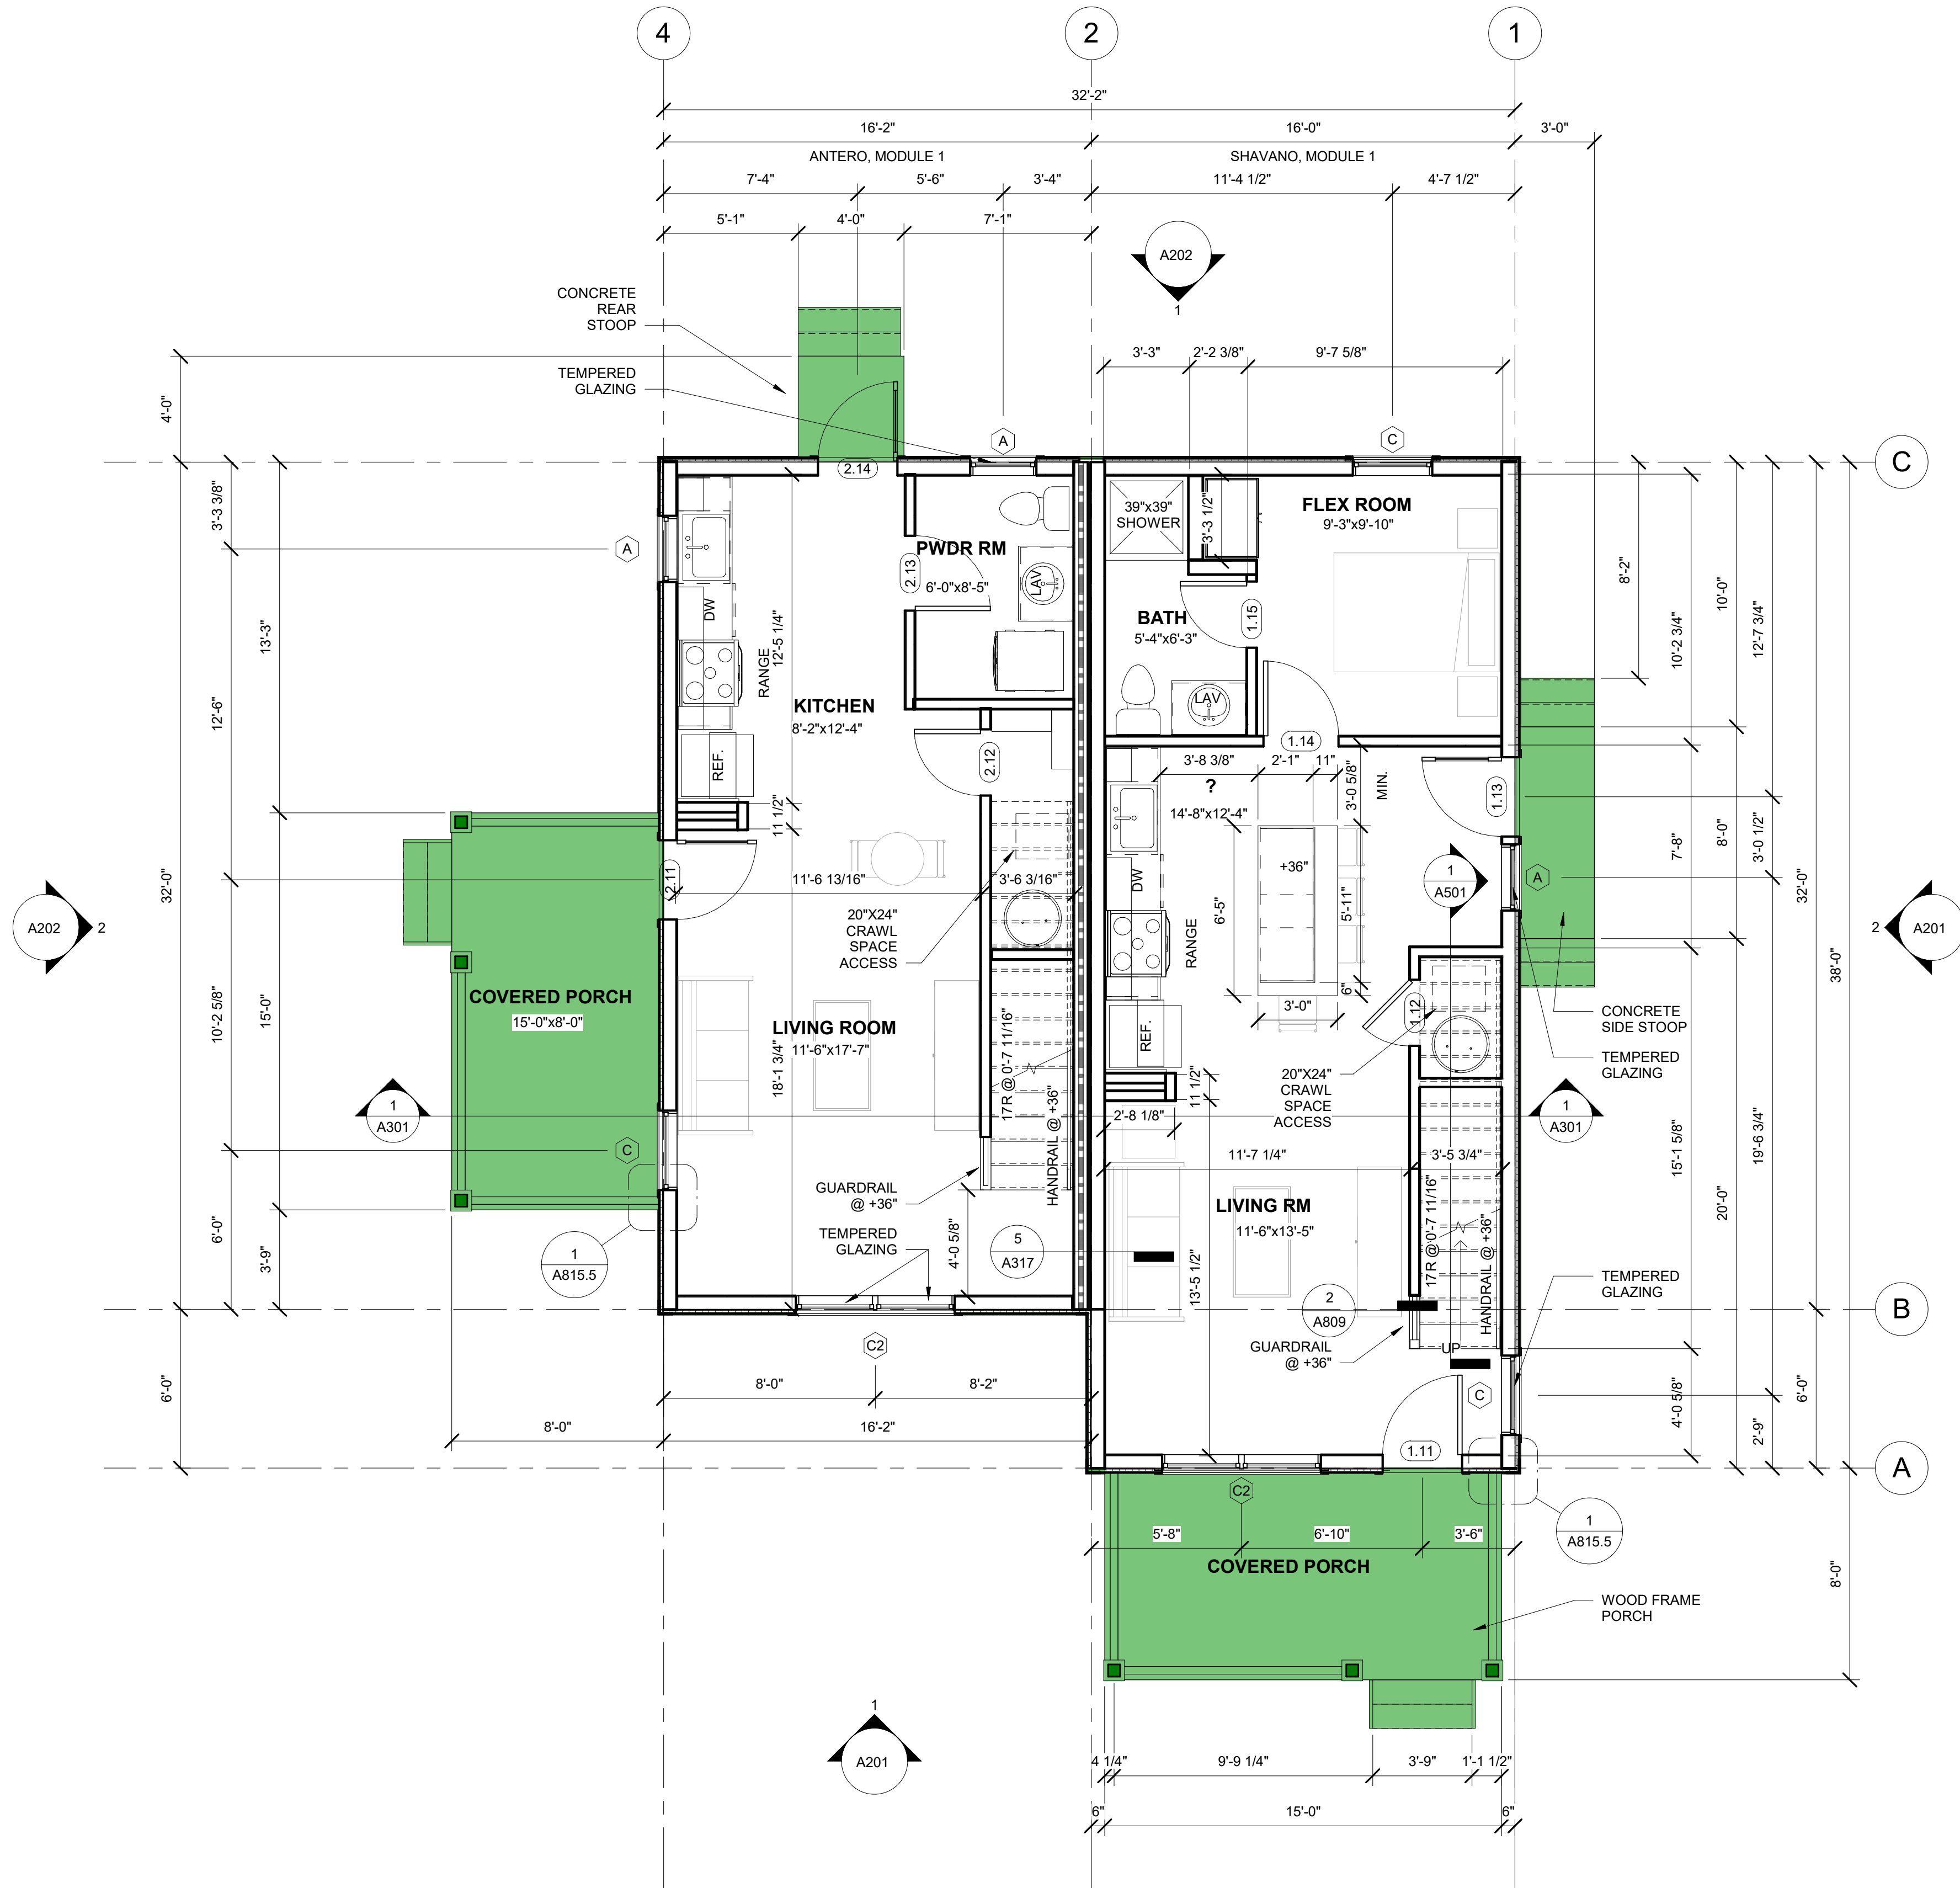 4
2
1
32'-2"
16'-2"
16'-0"
3'-0"
ANTERO, MODULE 1
SHAVANO, MODULE 1
7'-4"
5'-6"
3'-4"
11'-4 1/2"
4'-7 1/2"
5'-1"
4'-0"
7'-1"
A202
1
CONCRETE
REAR
STOOP
TEMPERED
GLAZING
3'-3"
2'-2 3/8"
9'-7 5/8"
4'-0"
A
C
C
2.14
3'-3 3/8"
A
39"x39"
SHOWER
3'-3 1/2"
FLEX ROOM
9'-3"x9'-10"
PWDR RM
6'-0"x8'-5"
2.13
LAV
DW
RANGE
12'-5 1/4"
BATH
5'-4"x6'-3"
1.15
LAV
8'-2"
10'-0"
10'-2 3/4"
12'-7 3/4"
13'-3"
12'-6"
KITCHEN
8'-2"x12'-4"
REF.
2.12
1.14
3'-8 3/8"
2'-1"
11"
?
14'-8"x12'-4"
3'-0 5/8"
MIN.
1.13
11 1/2"
32'-0"
2.11
11'-6 13/16"
3'-6 3/16"
20"X24"
CRAWL
SPACE
ACCESS
DW
RANGE
+36"
6'-5"
5'-11"
6"
3'-0"
1
A501
A
7'-8"
8'-0"
3'-0 1/2"
32'-0"
38'-0"
A202
2
2
A201
COVERED PORCH
15'-0"x8'-0"
15'-0"
10'-2 5/8"
LIVING ROOM
11'-6"x17'-7"
18'-1 3/4"
17R @ 0'-7 11/16"
HANDRAIL @ +36"
REF.
11 1/2"
2'-8 1/8"
1.12
20"X24"
CRAWL
SPACE
ACCESS
CONCRETE
SIDE STOOP
TEMPERED
GLAZING
1
A301
1
A301
C
11'-7 1/4"
3'-5 3/4"
15'-1 5/8"
19'-6 3/4"
20'-0"
GUARDRAIL
@ +36"
TEMPERED
GLAZING
4'-0 5/8"
5
A317
LIVING RM
11'-6"x13'-5"
13'-5 1/2"
17R @ 0'-7 11/16"
HANDRAIL @ +36"
6'-0"
3'-9"
1
A815.5
2
A809
GUARDRAIL
@ +36"
UP
TEMPERED
GLAZING
B
C2
8'-0"
8'-2"
6'-0"
8'-0"
16'-2"
C
1.11
4'-0 5/8"
2'-9"
6'-0"
A
C2
5'-8"
6'-10"
3'-6"
COVERED PORCH
1
A815.5
8'-0"
WOOD FRAME
PORCH
1
A201
4 1/4"
9'-9 1/4"
3'-9"
1'-1 1/2"
6"
15'-0"
6"